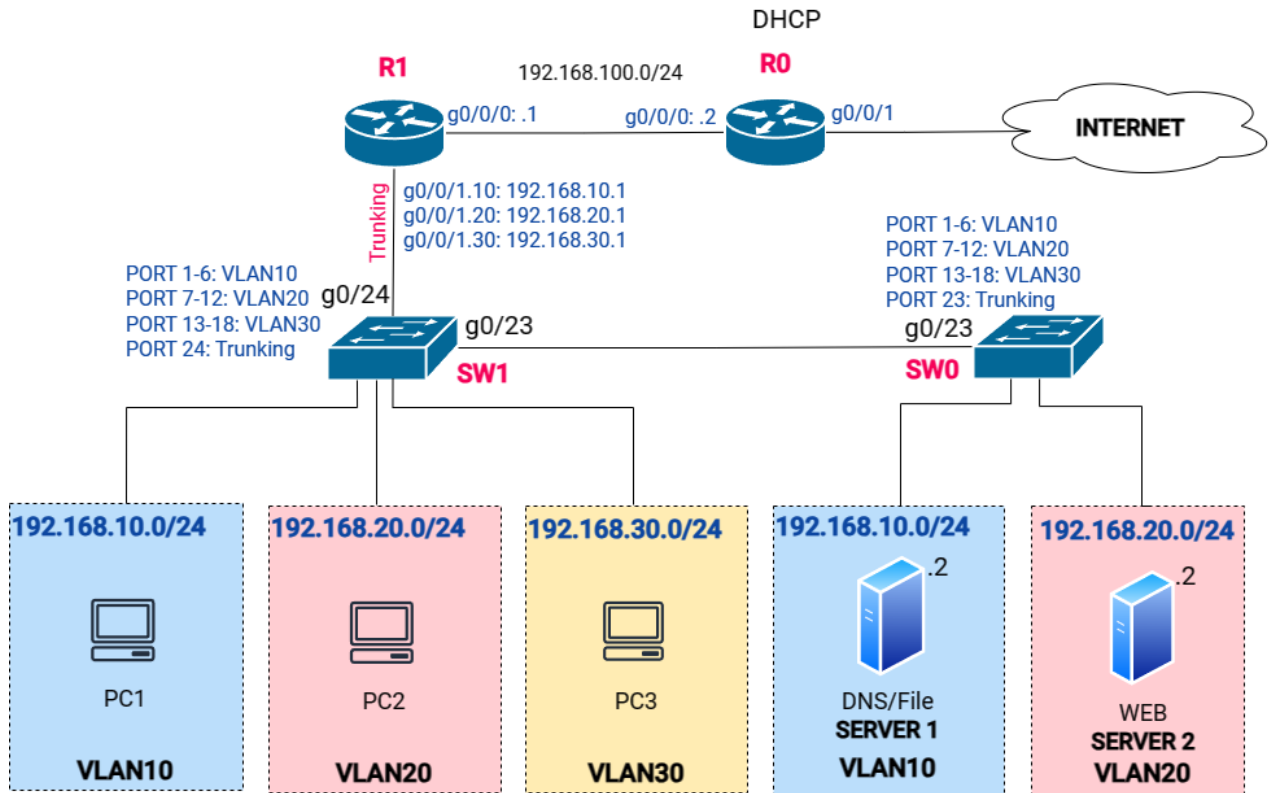 DHCP
R1
192.168.100.0/24
R0
g0/0/0: .1
g0/0/0: .2
g0/0/1
INTERNET
Trunking
g0/0/1.10: 192.168.10.1
g0/0/1.20: 192.168.20.1
g0/0/1.30: 192.168.30.1
PORT 1-6: VLAN10
PORT 7-12: VLAN20
PORT 13-18: VLAN30
PORT 24: Trunking
g0/24
g0/23
SW1
PORT 1-6: VLAN10
PORT 7-12: VLAN20
PORT 13-18: VLAN30
PORT 23: Trunking
g0/23
SW0
192.168.10.0/24
PC1
VLAN10
192.168.20.0/24
PC2
VLAN20
192.168.30.0/24
PC3
VLAN30
192.168.10.0/24
.2
DNS/File
SERVER 1
VLAN10
192.168.20.0/24
.2
WEB
SERVER 2
VLAN20